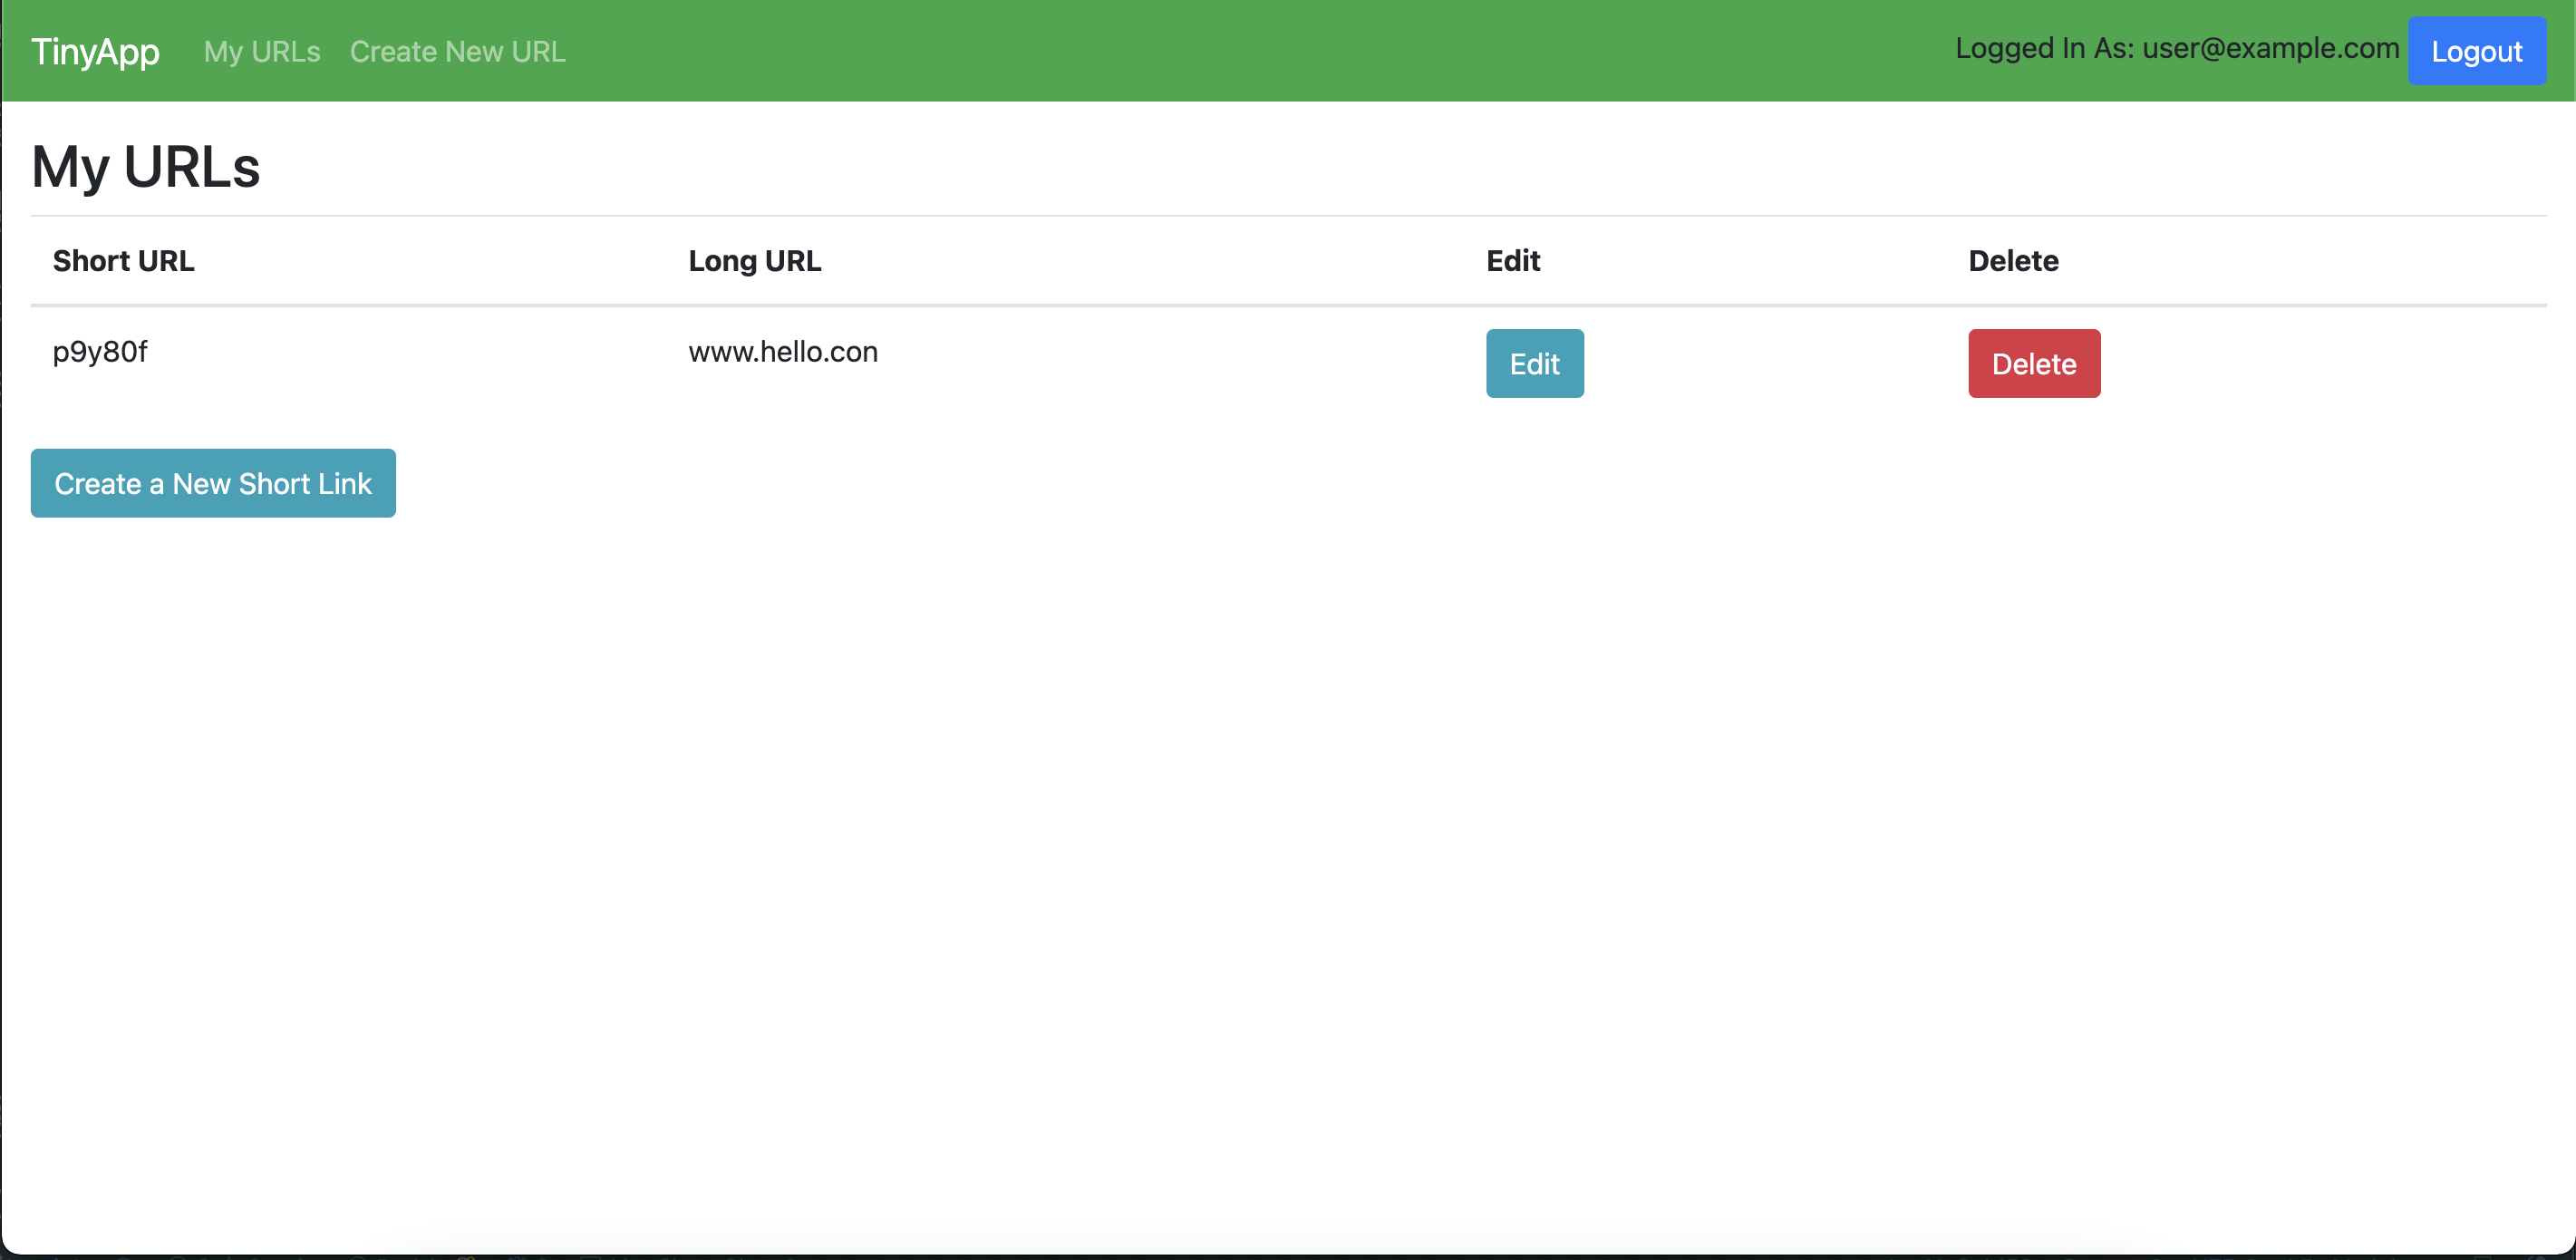 TinyApp My URLs Create New URL Logged In As: user@example.com Logout
My URLs
Short URL Long URL Edit Delete
p9y80f www.hello.con Edit Delete
Create a New Short Link